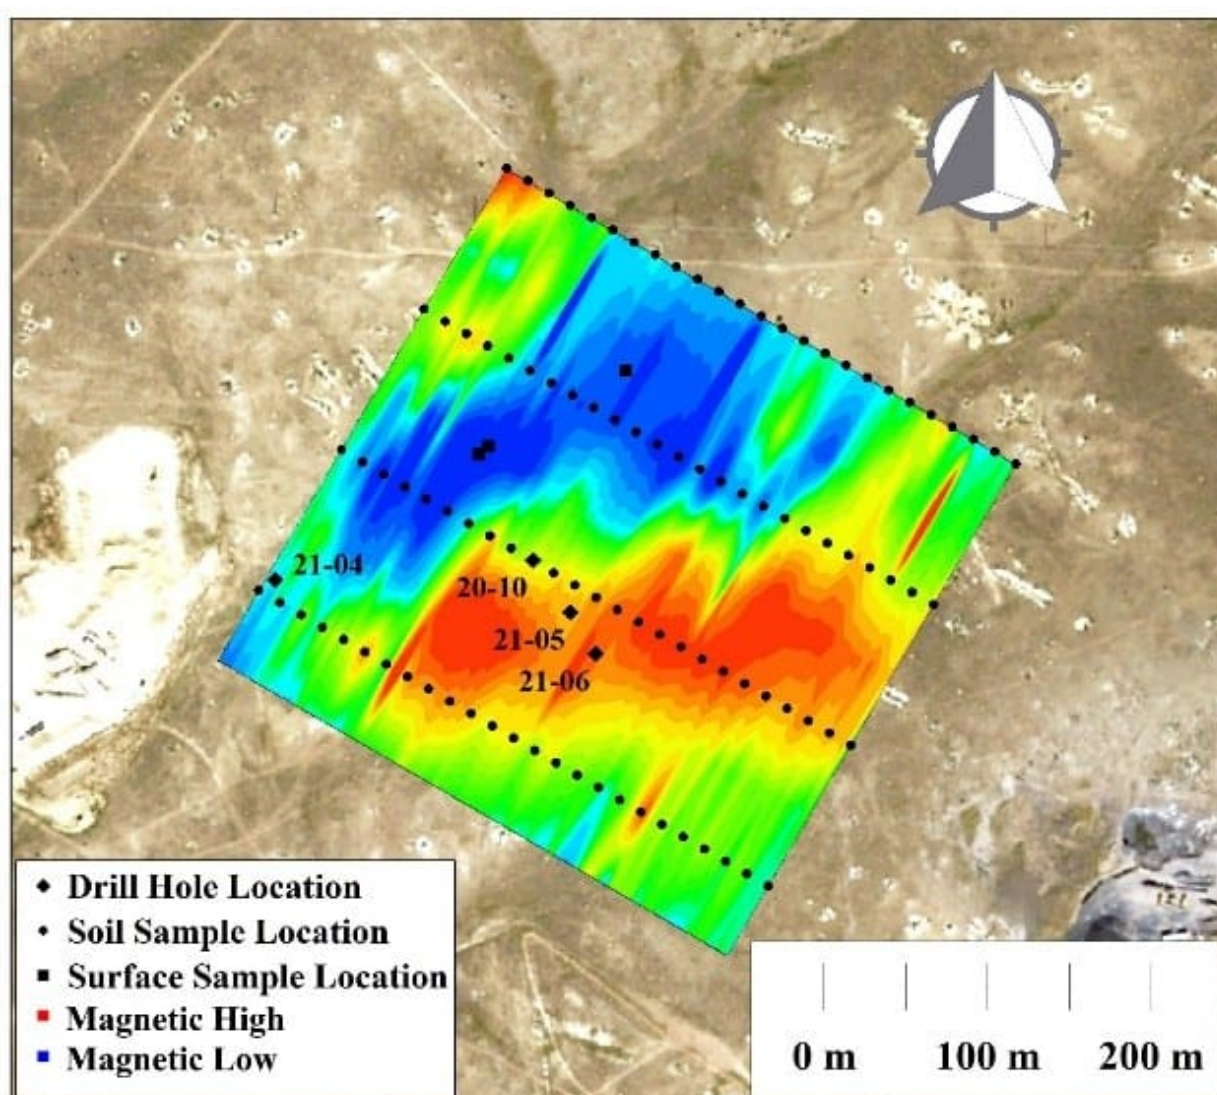 21-04
20-10
21-05
21-06
Drill Hole Location
Soil Sample Location
Surface Sample Location
Magnetic High
Magnetic Low
0 m 100 m 200 m